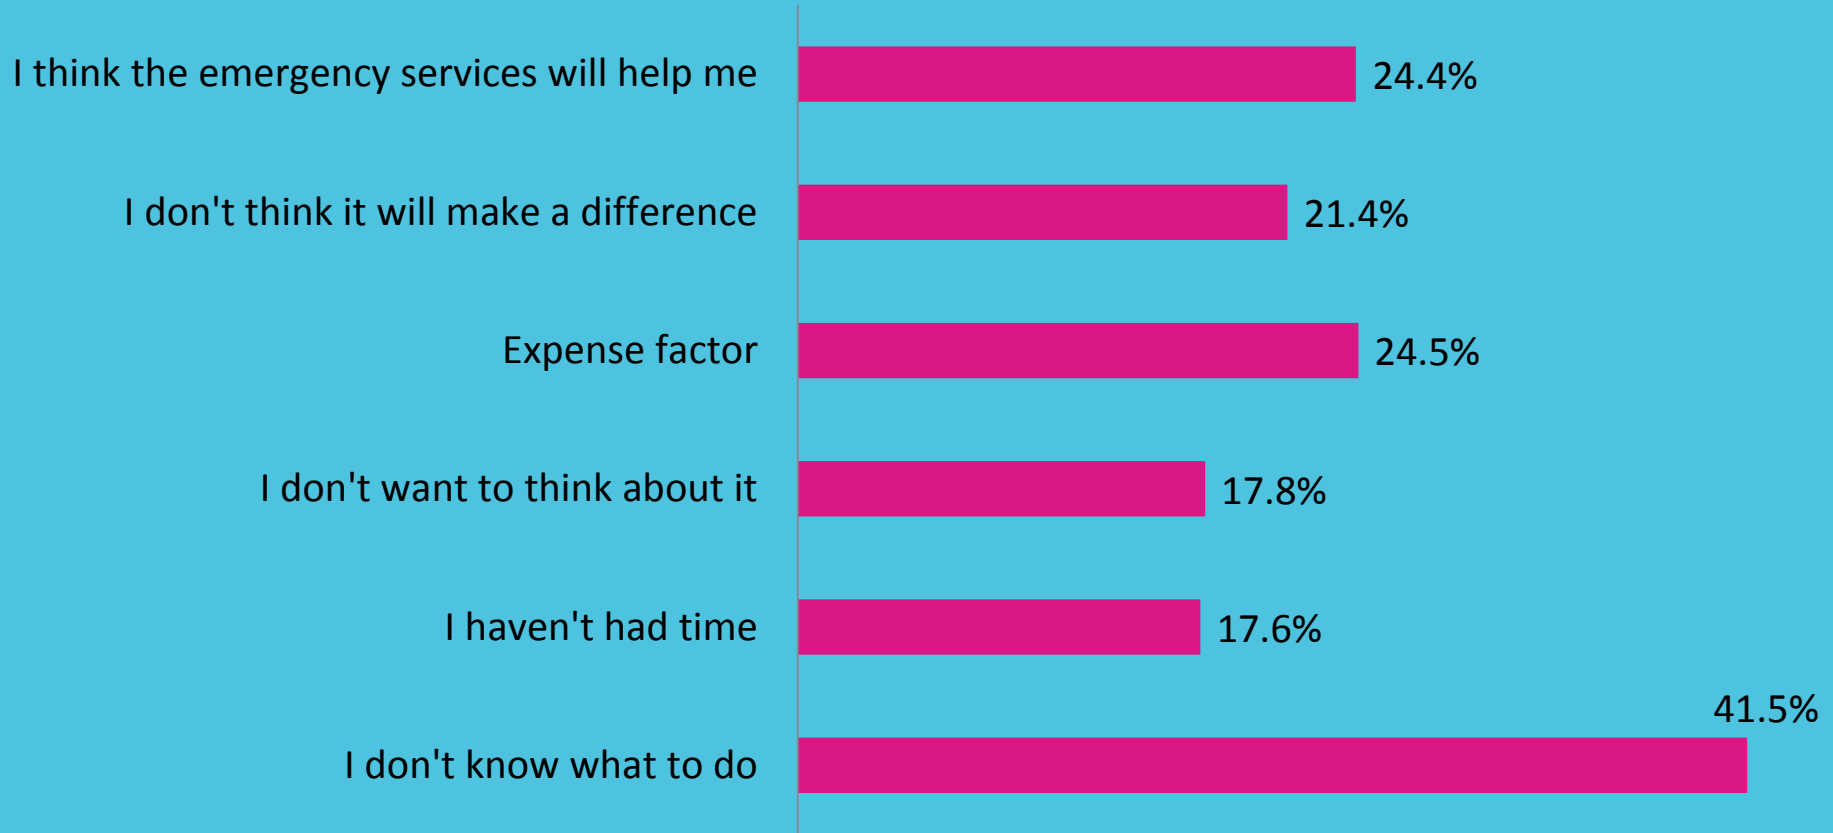 I think the emergency services will help me
24.4%
I don't think it will make a difference
21.4%
Expense factor
24.5%
I don't want to think about it
17.8%
I haven't had time
17.6%
41.5%
I don't know what to do